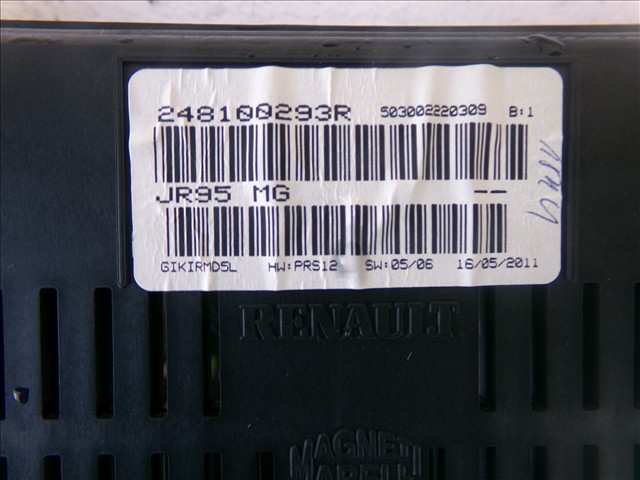 248100293R 503002220309 B:1
JR95 MG --
GIKIRMD5L HW:PRS12 SW:05/06 16/05/2011
RENAULT
MAGNETI
MARELLI